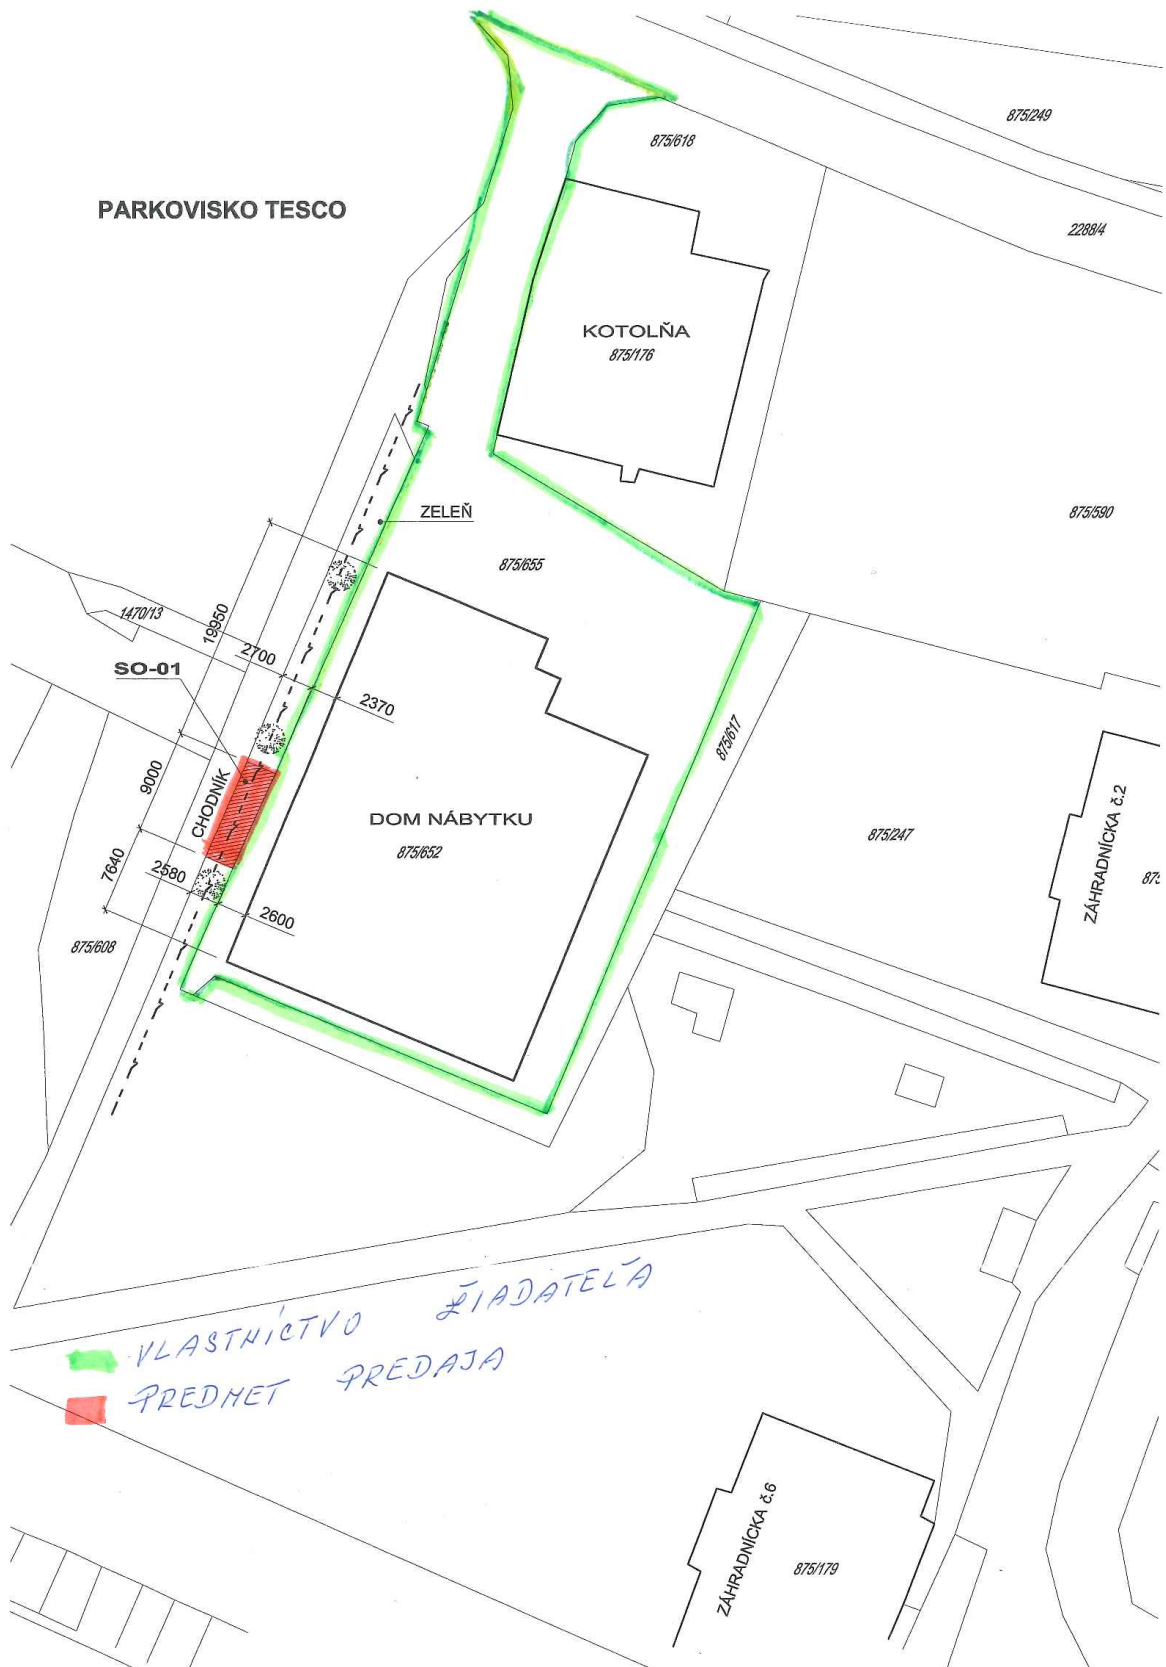 875/249
875/618
PARKOVISKO TESCO
2288/4
KOTOLŇA
875/176
ZELEŇ
875/590
875/655
1470/13
19950
2700
SO-01
2370
875/617
9000
CHODNÍK
DOM NÁBYTKU
875/652
875/247
ZÁHRADNÍCKA č.2
875
7640
2580
2600
875/608
VLASTNÍCTVO ŽIADATEĽA
PREDMET PREDAJA
ZÁHRADNÍCKA č.6
875/179